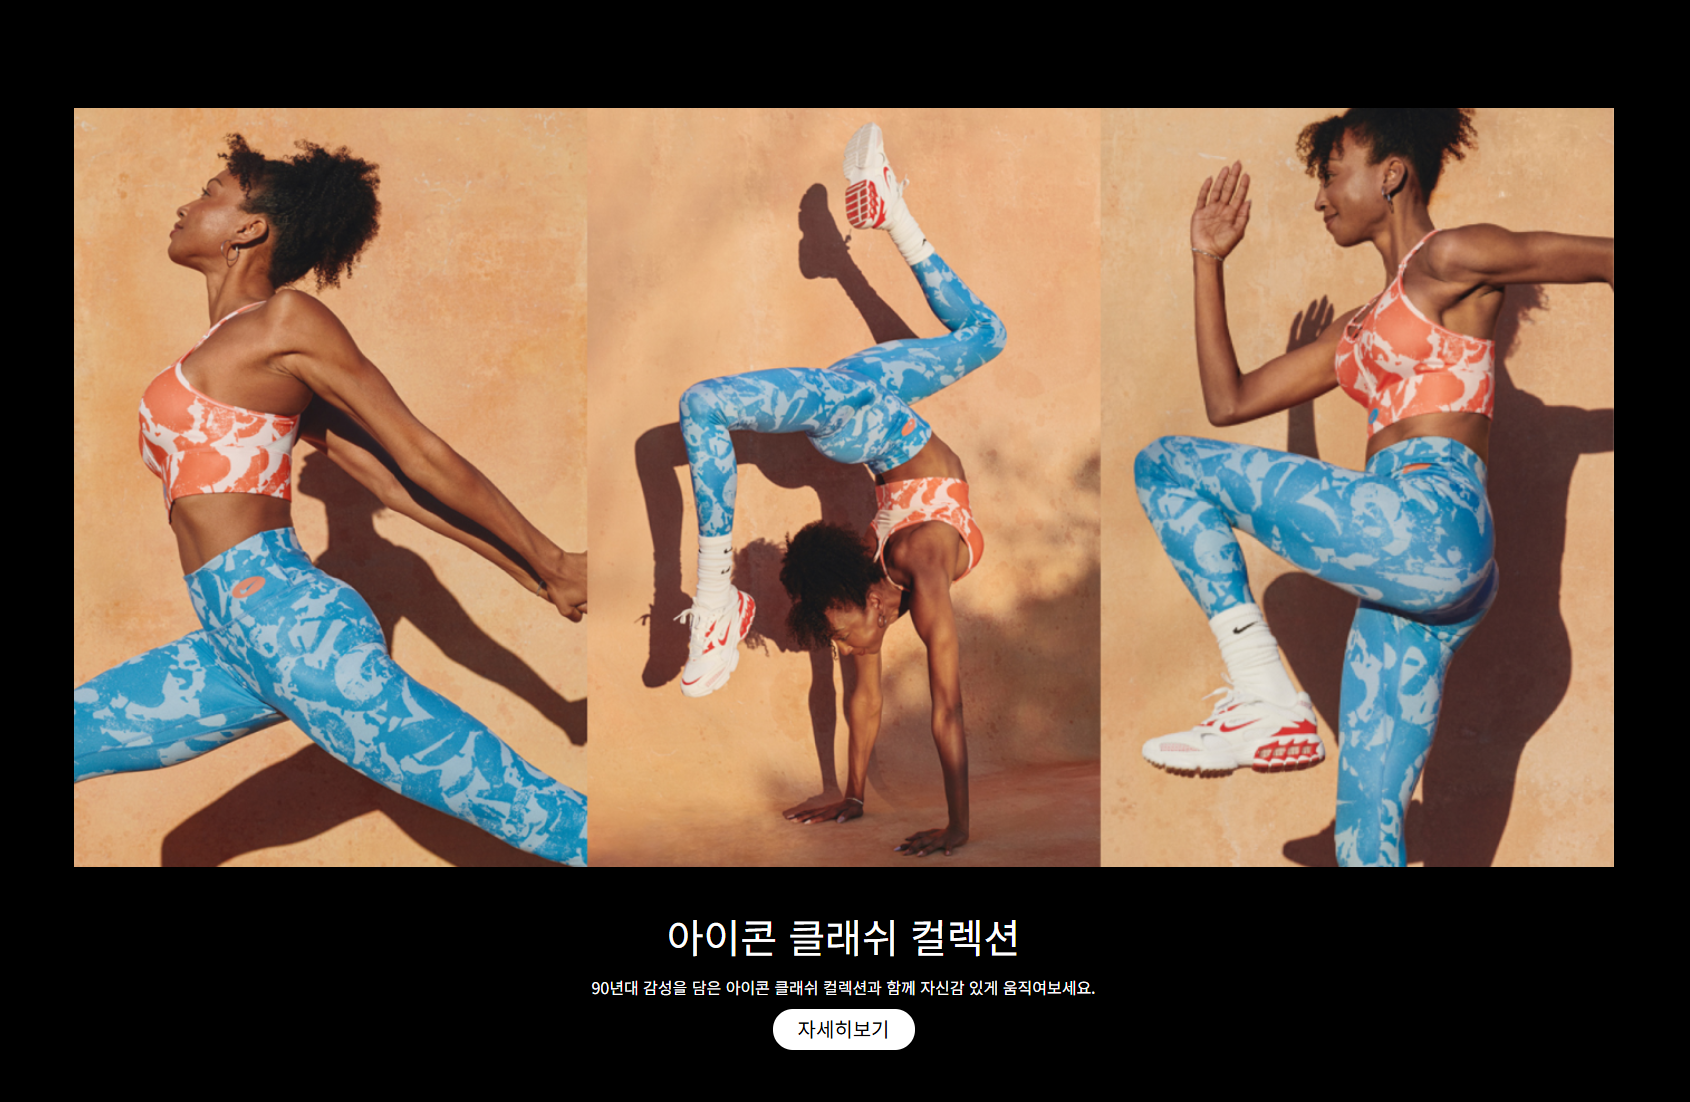 아이콘 클래쉬 컬렉션
90년대 감성을 담은 아이콘 클래쉬 컬렉션과 함께 자신감 있게 움직여보세요.
자세히보기